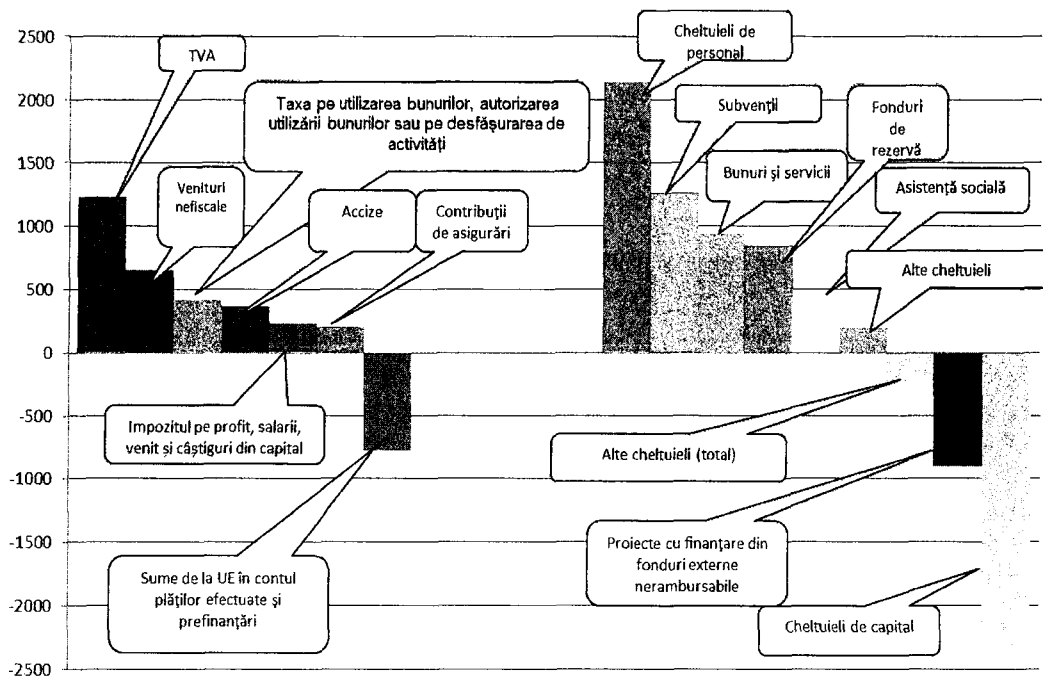 2500
2000
1500
1000
500
0
-500
-1000
-1500
-2000
-2500
TVA
Taxa pe utilizarea bunurilor, autorizarea
utilizării bunurilor sau pe desfășurarea de
activități
Venituri
nefiscale
Accize
Contribuții
de asigurări
Impozitul pe profit, salarii,
venit și câștiguri din capital
Sume de la UE în contul
plăților efectuate și
prefinanțări
Cheltuieli de
personal
Subvenții
Fonduri
de
rezervă
Bunuri și servicii
Asistență socială
Alte cheltuieli
Alte cheltuieli (total)
Proiecte cu finanțare din
fonduri externe
nerambursabile
Cheltuieli de capital